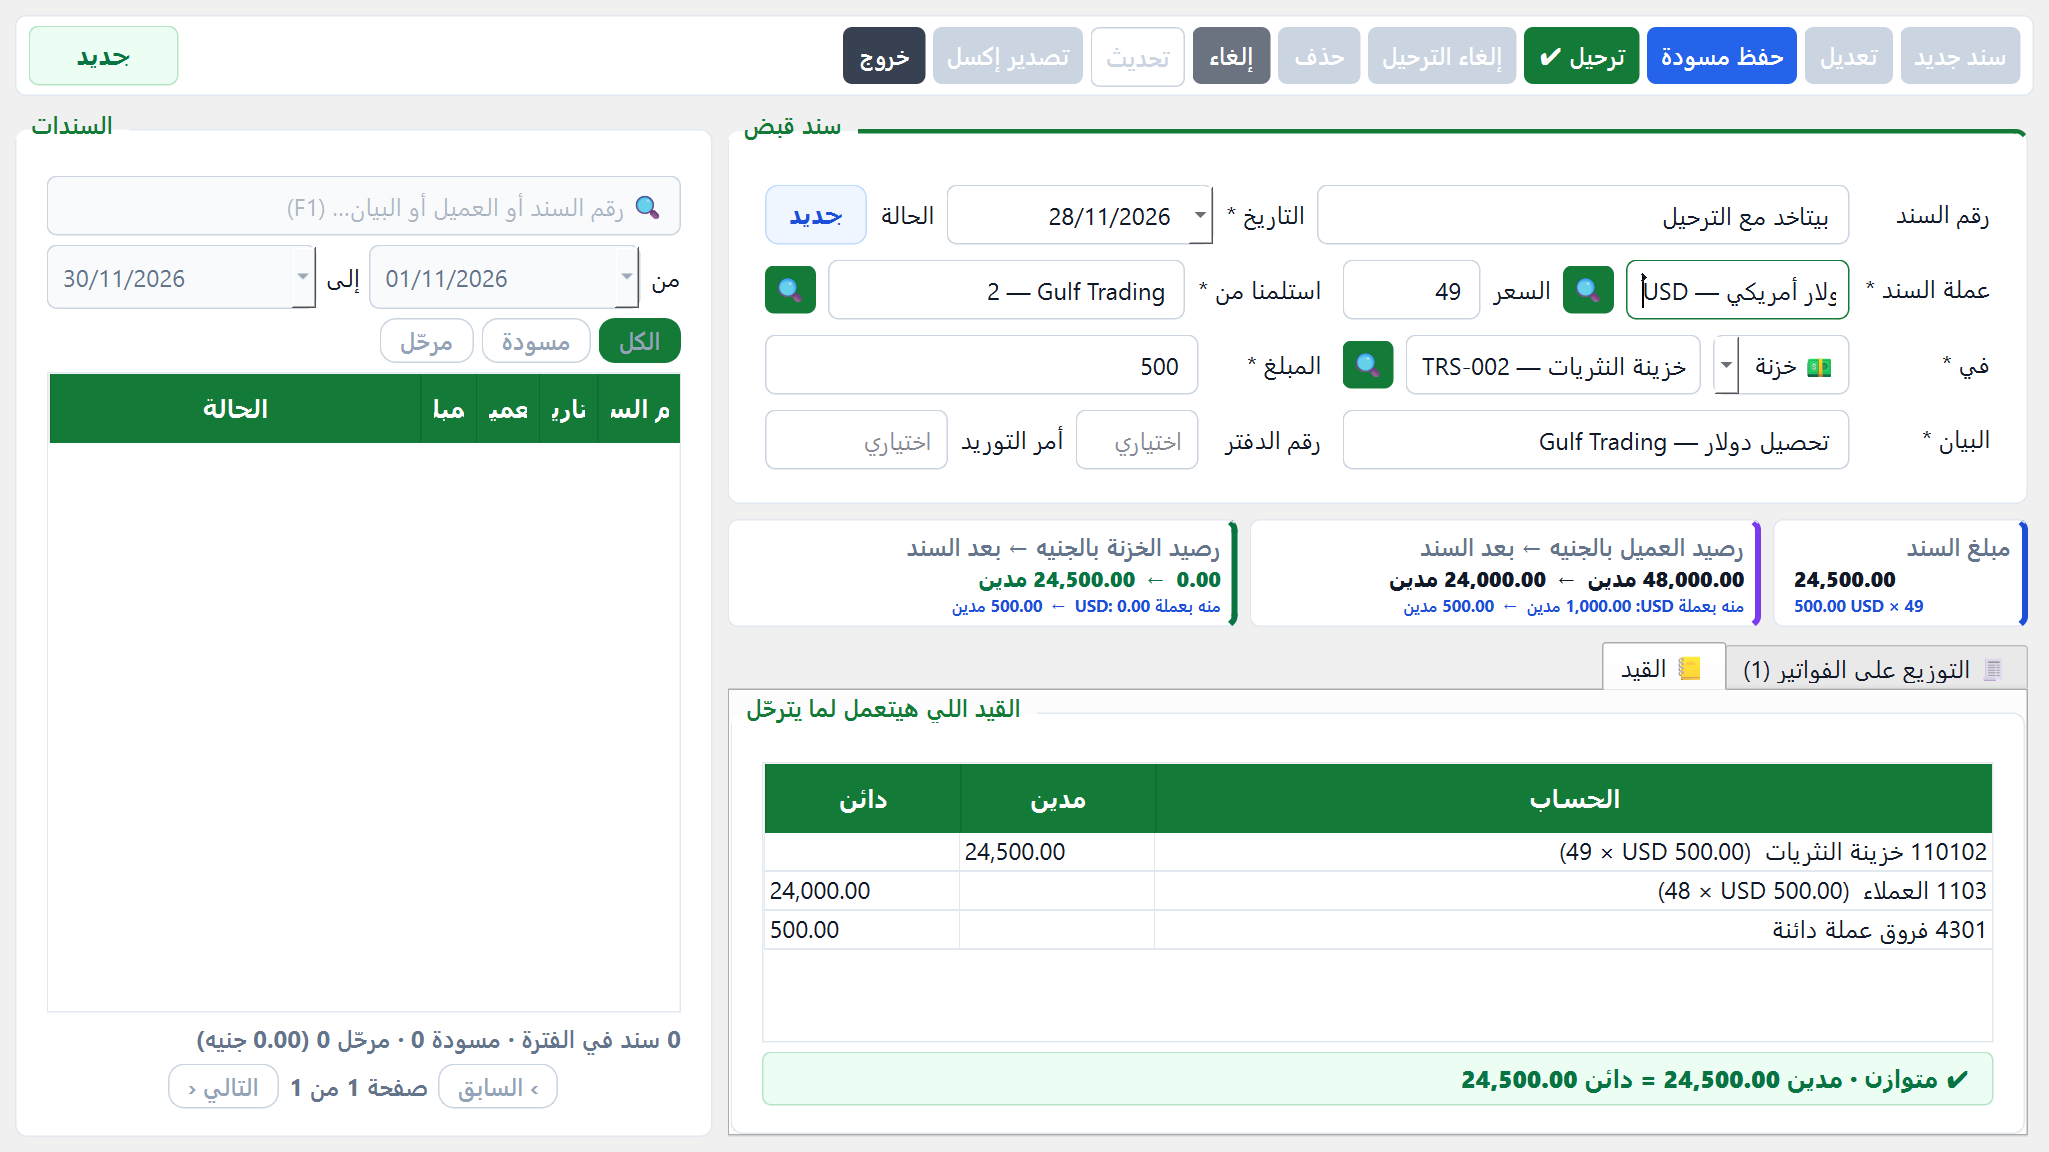 سند جديد
تعديل
حفظ مسودة
ترحيل ✔
إلغاء الترحيل
حذف
إلغاء
تحديث
تصدير إكسل
خروج
جديد
سند قبض
رقم السند
بيتاخد مع الترحيل
التاريخ *
28/11/2026
الحالة
جديد
عملة السند *
USD — ولار أمريكي
السعر
49
استلمنا من *
2 — Gulf Trading
في *
خزنة
TRS-002 — خزينة النثريات
المبلغ *
500
البيان *
تحصيل دولار — Gulf Trading
رقم الدفتر
اختياري
أمر التوريد
اختياري
مبلغ السند
24,500.00
500.00 USD × 49
رصيد العميل بالجنيه ← بعد السند
48,000.00 مدين ← 24,000.00 مدين
منه بعملة USD: 1,000.00 مدين ← 500.00 مدين
رصيد الخزنة بالجنيه ← بعد السند
0.00 ← 24,500.00 مدين
منه بعملة USD: 0.00 ← 500.00 مدين
التوزيع على الفواتير (1)
القيد
القيد اللي هيتعمل لما يترحّل
الحساب مدين دائن
110102 خزينة النثريات (500.00 USD × 49) 24,500.00
1103 العملاء (500.00 USD × 48) 24,000.00
4301 فروق عملة دائنة 500.00
✔ متوازن · مدين 24,500.00 = دائن 24,500.00
السندات
رقم السند أو العميل أو البيان... (F1)
من 01/11/2026 إلى 30/11/2026
الكل
مسودة
مرحّل
م الس تاري عمي مبل الحالة
0 سند في الفترة · مسودة 0 · مرحّل 0 (0.00 جنيه)
‹ السابق
صفحة 1 من 1
التالي ›